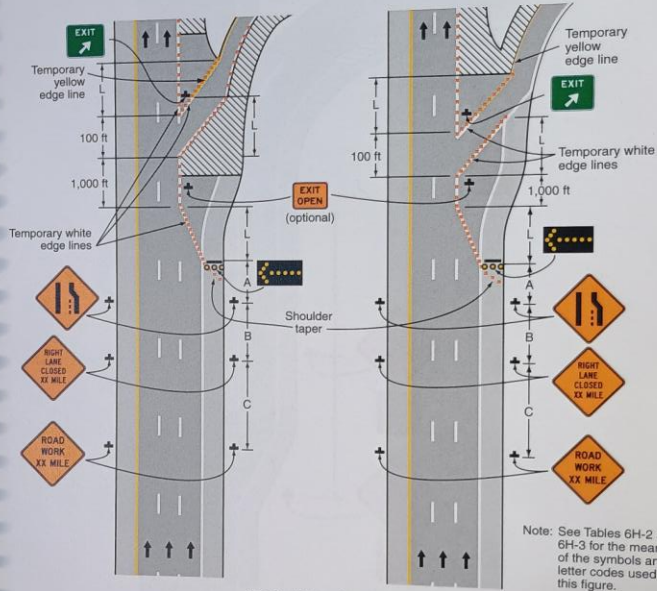 EXIT
Temporary
yellow
edge line
L
100 ft
L
1,000 ft
Temporary white
edge lines
EXIT
OPEN
(optional)
L
A
Shoulder
taper
B
RIGHT
LANE
CLOSED
XX MILE
C
ROAD
WORK
XX MILE
Temporary
yellow
edge line
EXIT
L
L
100 ft
Temporary white
edge lines
1,000 ft
L
A
B
RIGHT
LANE
CLOSED
XX MILE
C
ROAD
WORK
XX MILE
Note: See Tables 6H-2
6H-3 for the
of the symbols
letter codes used
this figure.